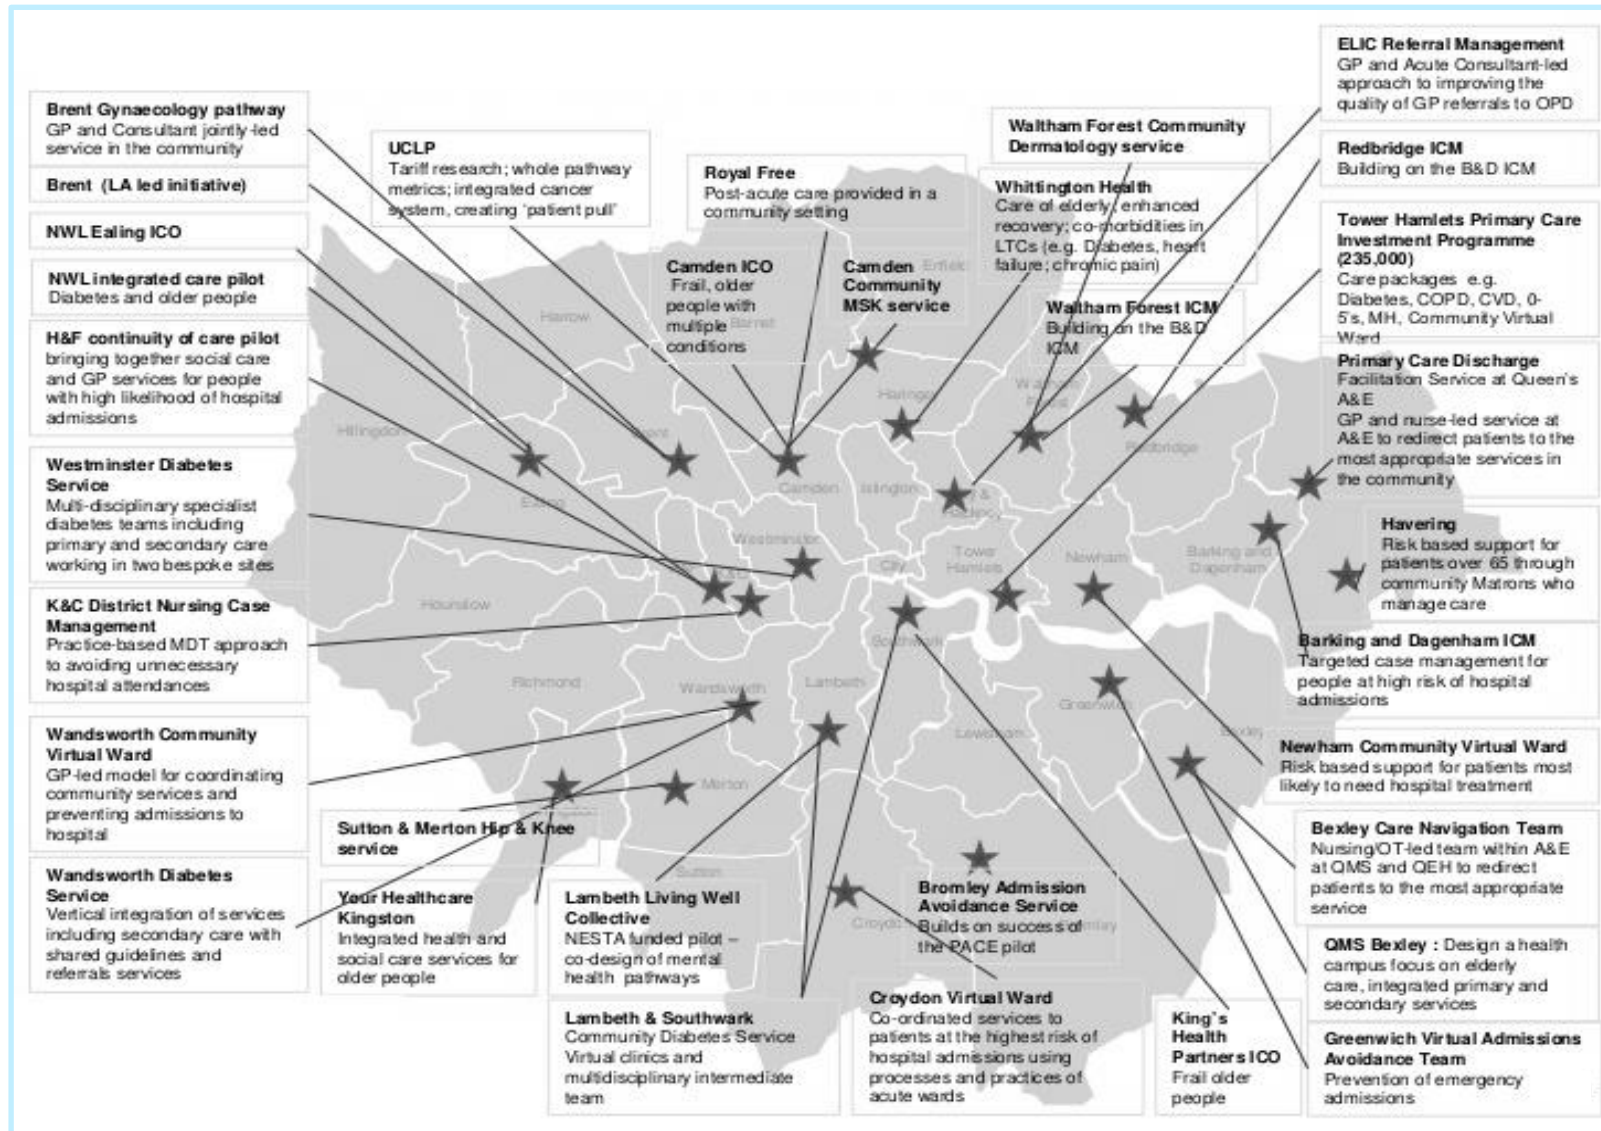 Brent Gynaecology pathway
GP and Consultant jointly-led
service in the community
Brent (LA led initiative)
NWL Ealing ICO
NWL integrated care pilot
Diabetes and older people
H&F continuity of care pilot
bringing together social care
and GP services for people
with high likelihood of hospital
admissions
Westminster Diabetes
Service
Multi-disciplinary specialist
diabetes teams including
primary and secondary care
working in two bespoke sites
K&C District Nursing Case
Management
Practice-based MDT approach
to avoiding unnecessary
hospital attendances
Wandsworth Community
Virtual Ward
GP-led model for coordinating
community services and
preventing admissions to
hospital
Wandsworth Diabetes
Service
Vertical integration of services
including secondary care with
shared guidelines and
referrals services
UCLP
Tariff research; whole pathway
metrics; integrated cancer
system, creating 'patient pull'
Royal Free
Post-acute care provided in a
community setting
Camden ICO
Frail, older
people with
multiple
conditions
Camden
Community
MSK service
Waltham Forest Community
Dermatology service
Whittington Health
Care of elderly; enhanced
recovery; co-morbidities in
LTCs (e.g. Diabetes, heart
failure; chronic pain)
Waltham Forest ICM
Building on the B&D
ICM
ELIC Referral Management
GP and Acute Consultant-led
approach to improving the
quality of GP referrals to OPD
Redbridge ICM
Building on the B&D ICM
Tower Hamlets Primary Care
Investment Programme
(235,000)
Care packages e.g.
Diabetes, COPD, CVD, 0-
5's, MH, Community Virtual
Ward
Primary Care Discharge
Facilitation Service at Queen's
A&E
GP and nurse-led service at
A&E to redirect patients to the
most appropriate services in
the community
Havering
Risk based support for
patients over 65 through
community Matrons who
manage care
Barking and Dagenham ICM
Targeted case management for
people at high risk of hospital
admissions
Newham Community Virtual Ward
Risk based support for patients most
likely to need hospital treatment
Bexley Care Navigation Team
Nursing/OT-led team within A&E
at QMS and QEH to redirect
patients to the most appropriate
service
QMS Bexley : Design a health
campus focus on elderly
care, integrated primary and
secondary services
Greenwich Virtual Admissions
Avoidance Team
Prevention of emergency
admissions
Sutton & Merton Hip & Knee
service
Your Healthcare
Kingston
Integrated health and
social care services for
older people
Lambeth Living Well
Collective
NESTA funded pilot –
co-design of mental
health pathways
Lambeth & Southwark
Community Diabetes Service
Virtual clinics and
multidisciplinary intermediate
team
Bromley Admission
Avoidance Service
Builds on success of
the PACE pilot
Croydon Virtual Ward
Co-ordinated services to
patients at the highest risk of
hospital admissions using
processes and practices of
acute wards
King's
Health
Partners ICO
Frail older
people
Enfield
Harrow
Barnet
Haringey
Hillingdon
Redbridge
Ealing
Camden
Islington
Westminster
City
Tower
Hamlets
Newham
Barking and
Dagenham
Hounslow
Southwark
Richmond
Wandsworth
Lambeth
Greenwich
Lewisham
Bexley
Merton
Sutton